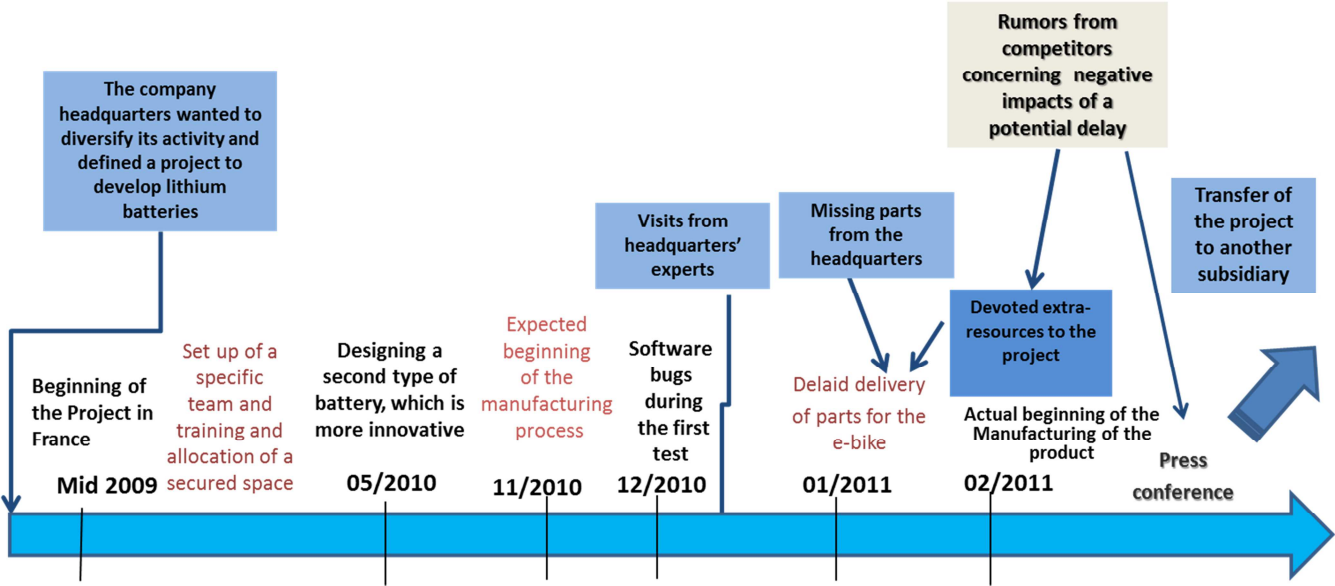 The company
headquarters wanted to
diversify its activity and
defined a project to
develop lithium
batteries
Rumors from
competitors
concerning negative
impacts of a
potential delay
Visits from
headquarters’
experts
Missing parts
from the
headquarters
Transfer of
the project
to another
subsidiary
Devoted extra-
resources to the
project
Beginning of
the Project in
France
Set up of a
specific
team and
training and
allocation of a
secured space
Designing a
second type of
battery, which is
more innovative
Expected
beginning
of the
manufacturing
process
Software
bugs
during
the first
test
Delaid delivery
of parts for the
e-bike
Actual beginning of the
Manufacturing of the
product
Press
conference
Mid 2009
05/2010
11/2010
12/2010
01/2011
02/2011